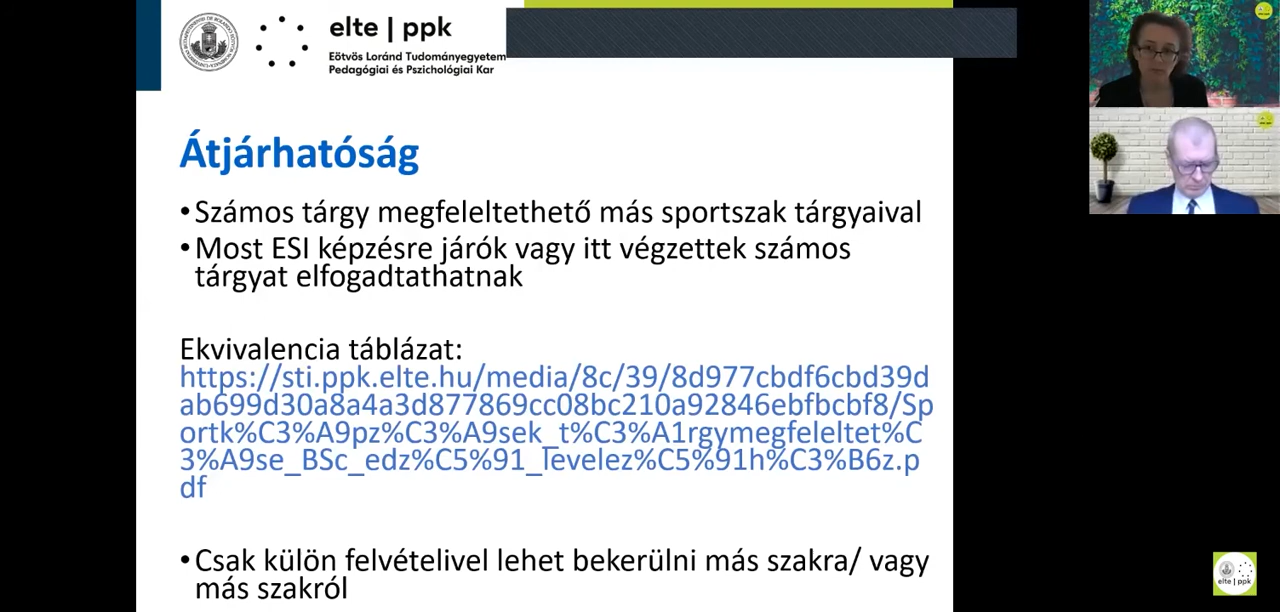 elte | ppk
Eötvös Loránd Tudományegyetem
Pedagógiai és Pszichológiai Kar
Átjárhatóság
•Számos tárgy megfeleltethető más sportszak tárgyaival
•Most ESI képzésre járók vagy itt végzettek számos
tárgyat elfogadtathatnak
Ekvivalencia táblázat:
https://sti.ppk.elte.hu/media/8c/39/8d977cbdf6cbd39d
ab699d30a8a4a3d877869cc08bc210a92846ebfbcbf8/Sp
ortk%C3%A9pz%C3%A9sek_t%C3%A1rgymegfeleltet%C
3%A9se_BSc_edz%C5%91_levelez%C5%91h%C3%B6z.p
df
•Csak külön felvételivel lehet bekerülni más szakra/ vagy
más szakról
elte | ppk